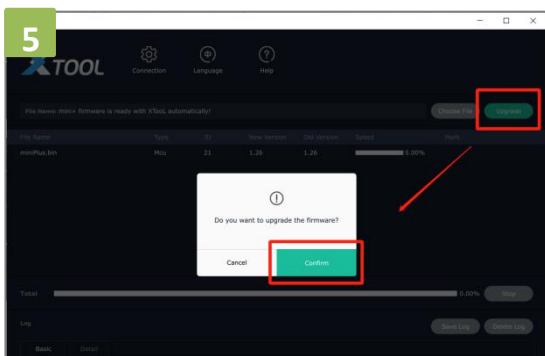 5
XTOOL
Connection
Language
Help
File Name: mini+ firmware is ready with XTooL automatically!
Choose File
Upgrade
File Name Type ID New Version Old Version Speed
miniPlus.bin Mcu 21 1.26 1.26 0.00%
Do you want to upgrade the firmware?
Cancel Confirm
Total 0.00% Stop
Log
Save Log Delete Log
Basic Detail